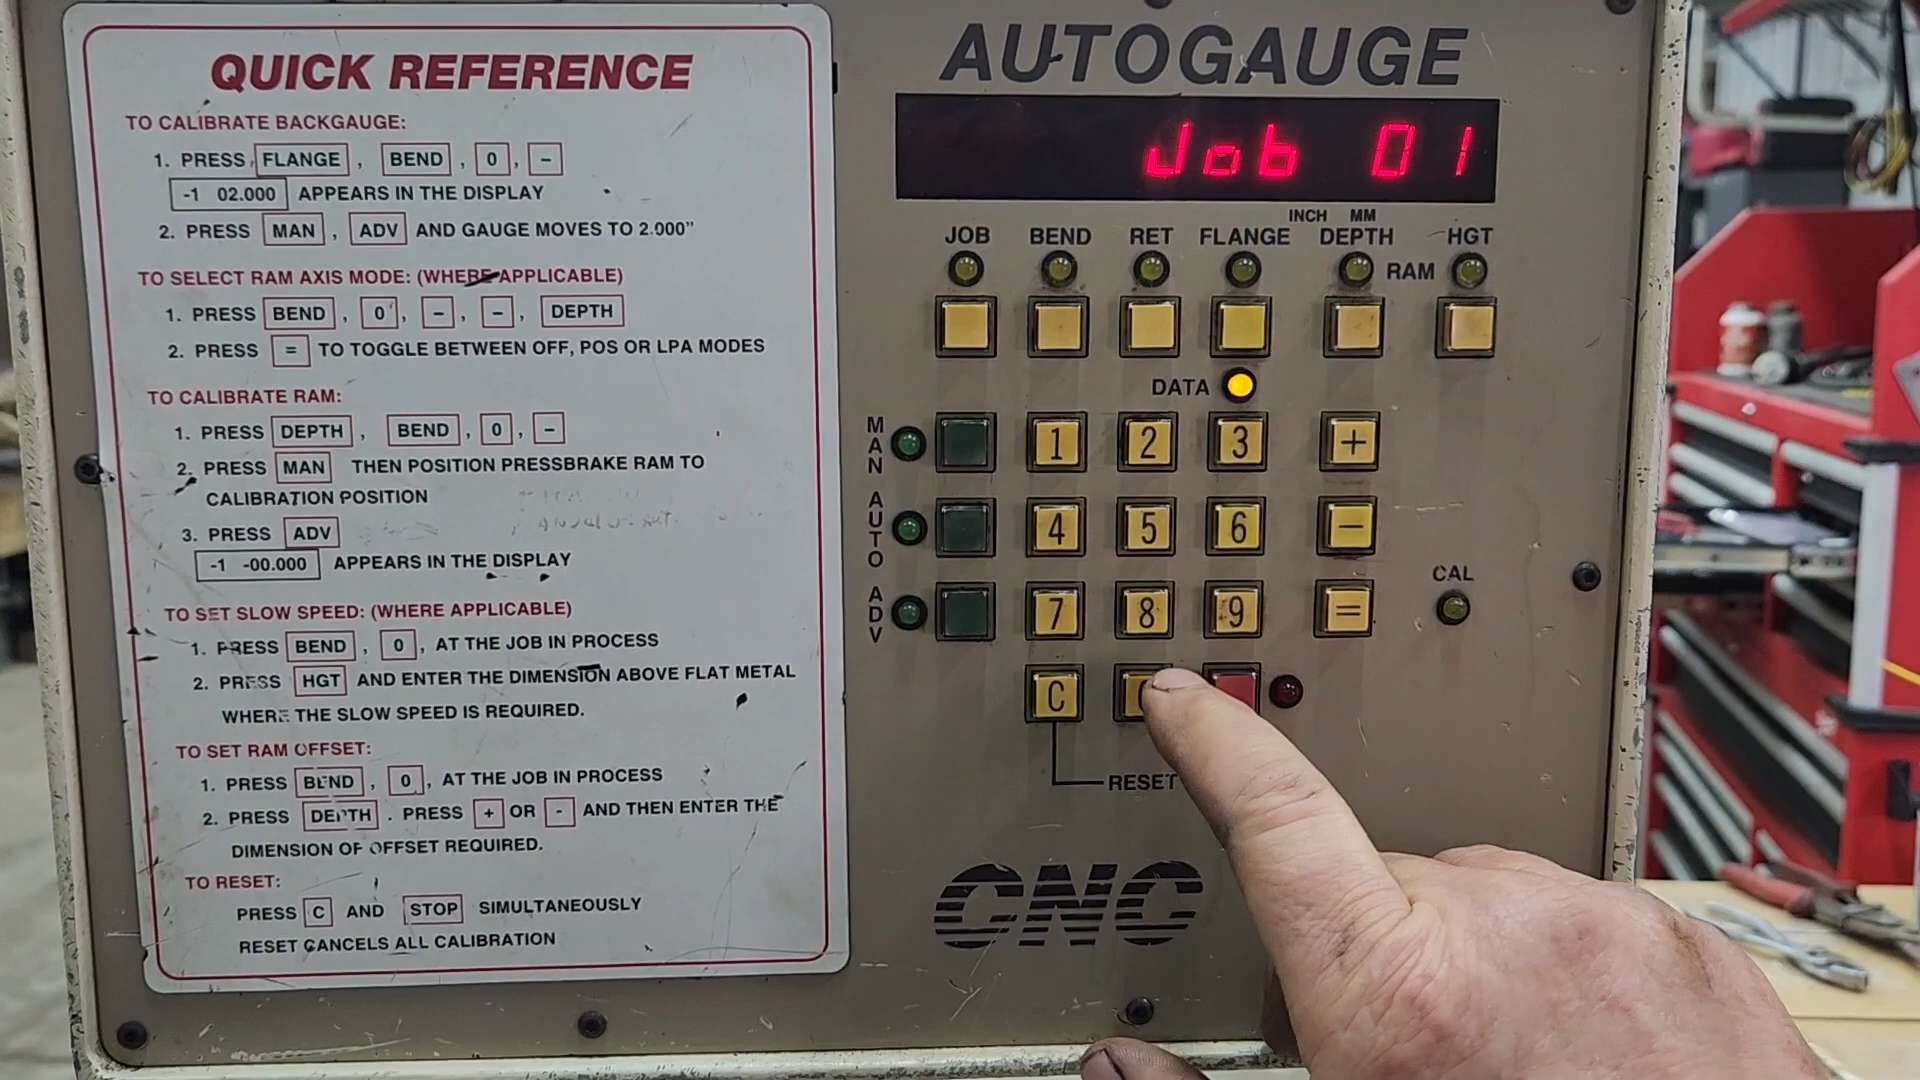 QUICK REFERENCE
TO CALIBRATE BACKGAUGE:
1. PRESS FLANGE , BEND , 0 , -
-1 02.000 APPEARS IN THE DISPLAY
2. PRESS MAN , ADV AND GAUGE MOVES TO 2.000"
TO SELECT RAM AXIS MODE: (WHERE APPLICABLE)
1. PRESS BEND , 0 , - , - , DEPTH
2. PRESS = TO TOGGLE BETWEEN OFF, POS OR LPA MODES
TO CALIBRATE RAM:
1. PRESS DEPTH , BEND , 0 , -
2. PRESS MAN THEN POSITION PRESSBRAKE RAM TO
CALIBRATION POSITION
3. PRESS ADV
-1 -00.000 APPEARS IN THE DISPLAY
TO SET SLOW SPEED: (WHERE APPLICABLE)
1. PRESS BEND , 0 , AT THE JOB IN PROCESS
2. PRESS HGT AND ENTER THE DIMENSION ABOVE FLAT METAL
WHERE THE SLOW SPEED IS REQUIRED.
TO SET RAM OFFSET:
1. PRESS BEND , 0 , AT THE JOB IN PROCESS
2. PRESS DEPTH . PRESS + OR - AND THEN ENTER THE
DIMENSION OF OFFSET REQUIRED.
TO RESET:
PRESS C AND STOP SIMULTANEOUSLY
RESET CANCELS ALL CALIBRATION
AUTOGAUGE
Job 01
INCH MM
JOB BEND RET FLANGE DEPTH HGT
RAM
DATA
MAN 1 2 3 +
AUTO 4 5 6 -
CAL
ADV 7 8 9 =
C
RESET
CNC